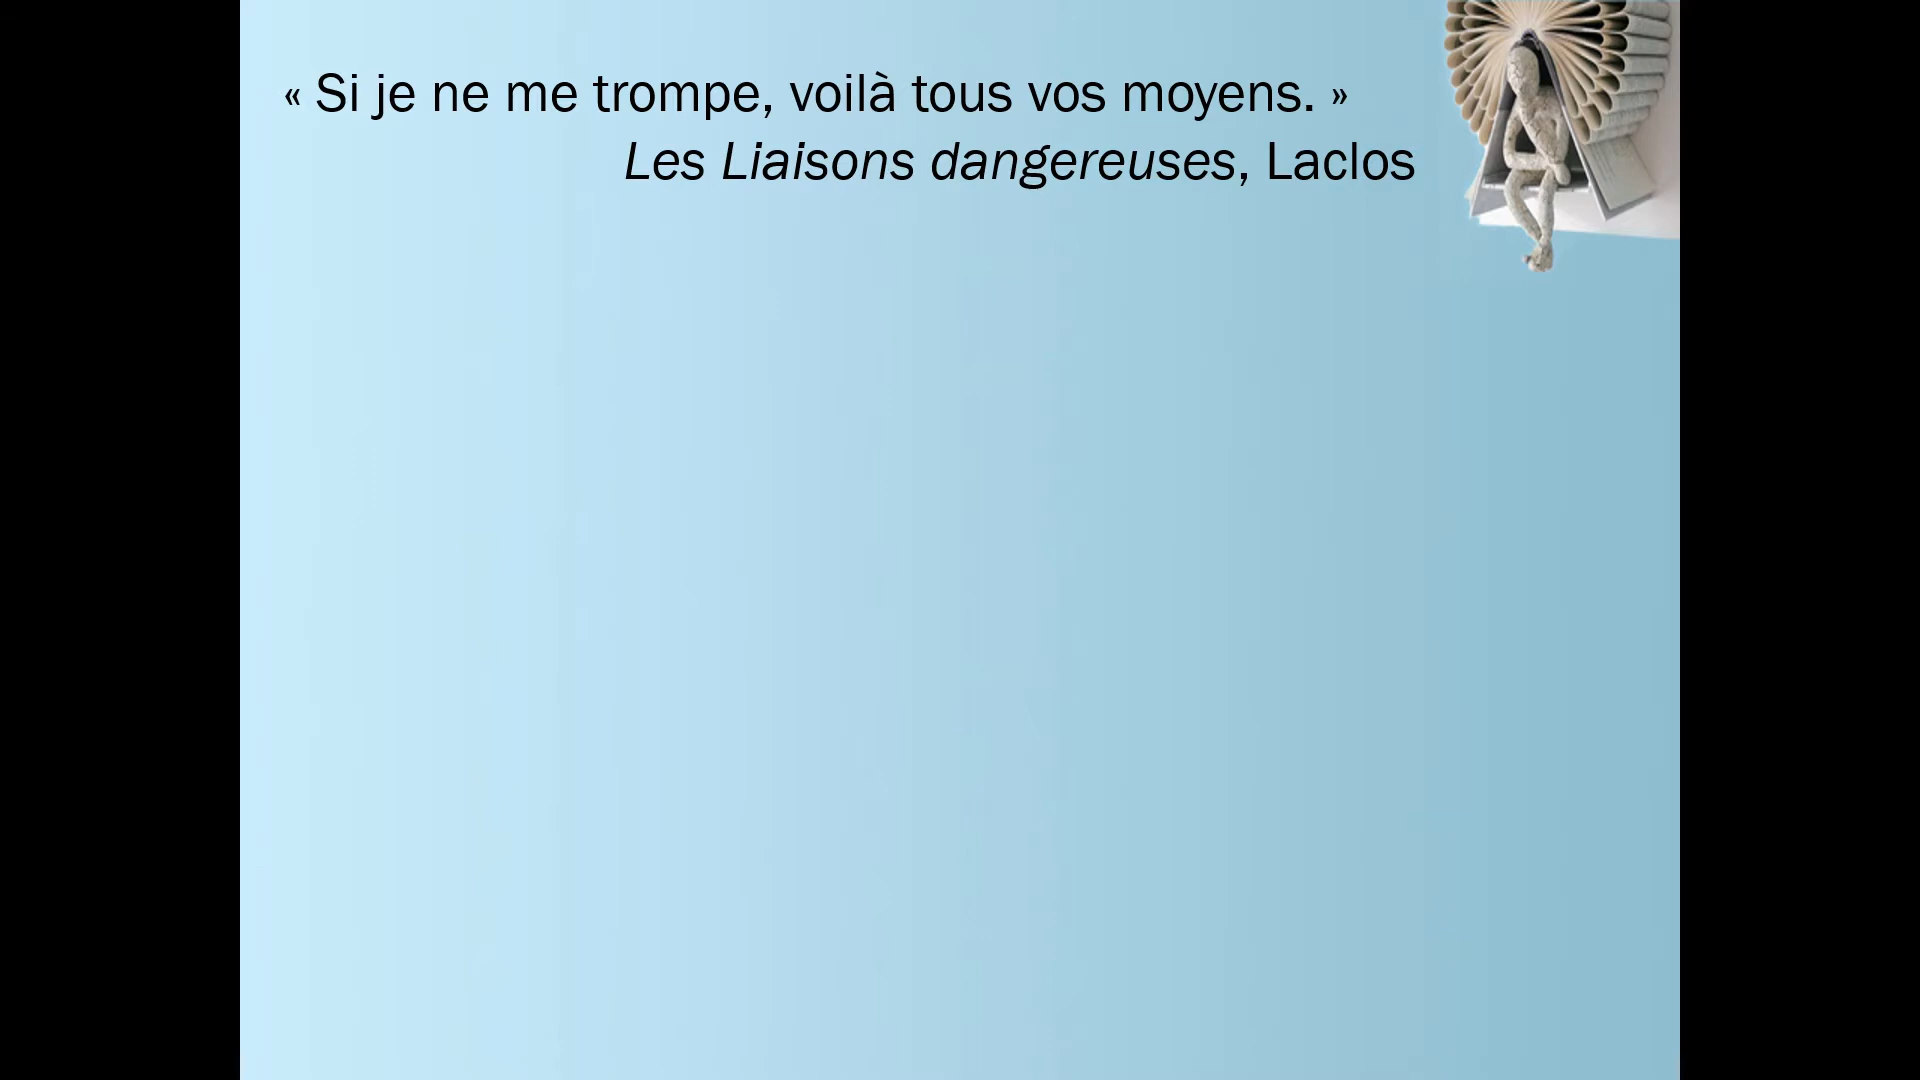 « Si je ne me trompe, voilà tous vos moyens. »
Les Liaisons dangereuses, Laclos